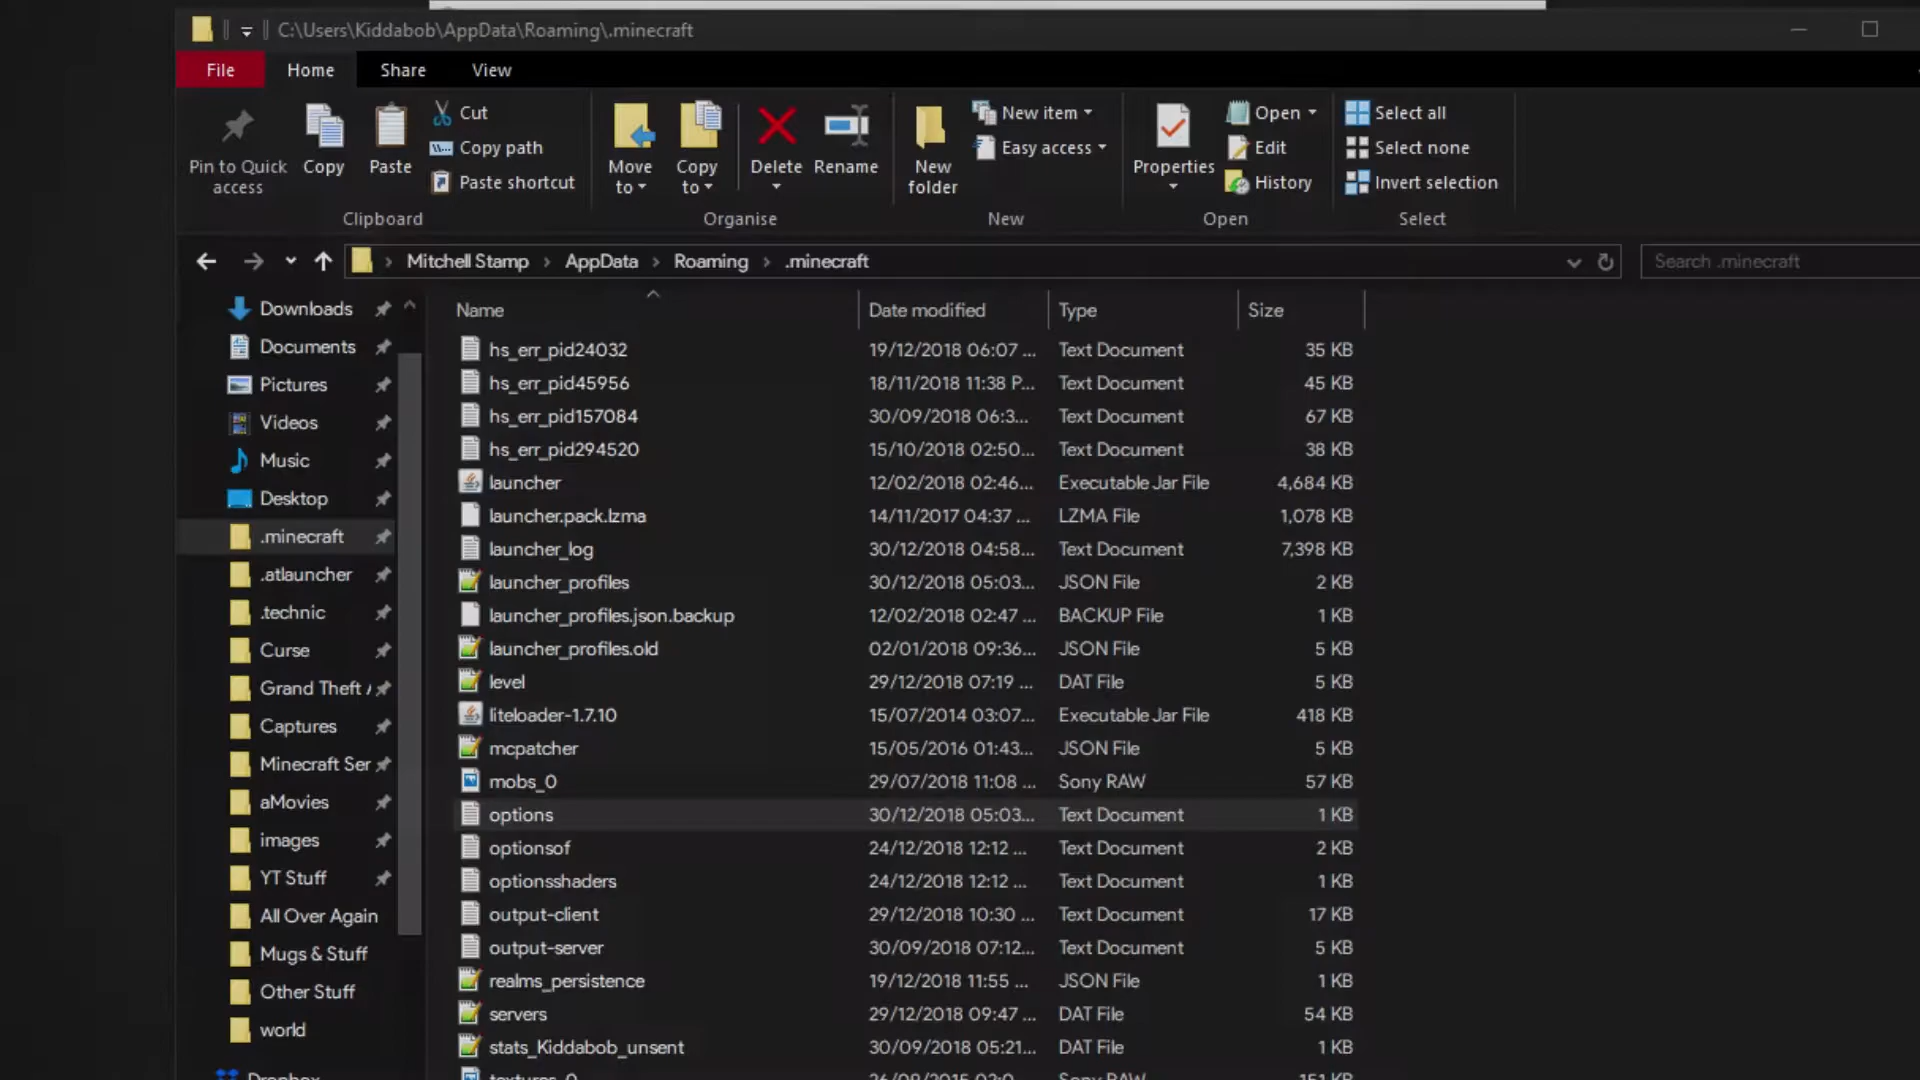 C:\Users\Kiddabob\AppData\Roaming\.minecraft
File Home Share View
Pin to Quick access
Copy
Paste
Cut
Copy path
Paste shortcut
Move to
Copy to
Delete
Rename
New folder
New item
Easy access
Properties
Open
Edit
History
Select all
Select none
Invert selection
Clipboard Organise New Open Select
Mitchell Stamp > AppData > Roaming > .minecraft
Search .minecraft
Downloads
Documents
Pictures
Videos
Music
Desktop
.minecraft
.atlauncher
.technic
Curse
Grand Theft
Captures
Minecraft Ser
aMovies
images
YT Stuff
All Over Again
Mugs & Stuff
Other Stuff
world
Dropbox
Name Date modified Type Size
hs_err_pid24032 19/12/2018 06:07 ... Text Document 35 KB
hs_err_pid45956 18/11/2018 11:38 P... Text Document 45 KB
hs_err_pid157084 30/09/2018 06:3... Text Document 67 KB
hs_err_pid294520 15/10/2018 02:50... Text Document 38 KB
launcher 12/02/2018 02:46... Executable Jar File 4,684 KB
launcher.pack.lzma 14/11/2017 04:37 ... LZMA File 1,078 KB
launcher_log 30/12/2018 04:58... Text Document 7,398 KB
launcher_profiles 30/12/2018 05:03... JSON File 2 KB
launcher_profiles.json.backup 12/02/2018 02:47 ... BACKUP File 1 KB
launcher_profiles.old 02/01/2018 09:36... JSON File 5 KB
level 29/12/2018 07:19 ... DAT File 5 KB
liteloader-1.7.10 15/07/2014 03:07... Executable Jar File 418 KB
mcpatcher 15/05/2016 01:43... JSON File 5 KB
mobs_0 29/07/2018 11:08 ... Sony RAW 57 KB
options 30/12/2018 05:03... Text Document 1 KB
optionsof 24/12/2018 12:12 ... Text Document 2 KB
optionsshaders 24/12/2018 12:12 ... Text Document 1 KB
output-client 29/12/2018 10:30 ... Text Document 17 KB
output-server 30/09/2018 07:12... Text Document 5 KB
realms_persistence 19/12/2018 11:55 ... JSON File 1 KB
servers 29/12/2018 09:47 ... DAT File 54 KB
stats_Kiddabob_unsent 30/09/2018 05:21... DAT File 1 KB
textures_0 Sony RAW 151 KB